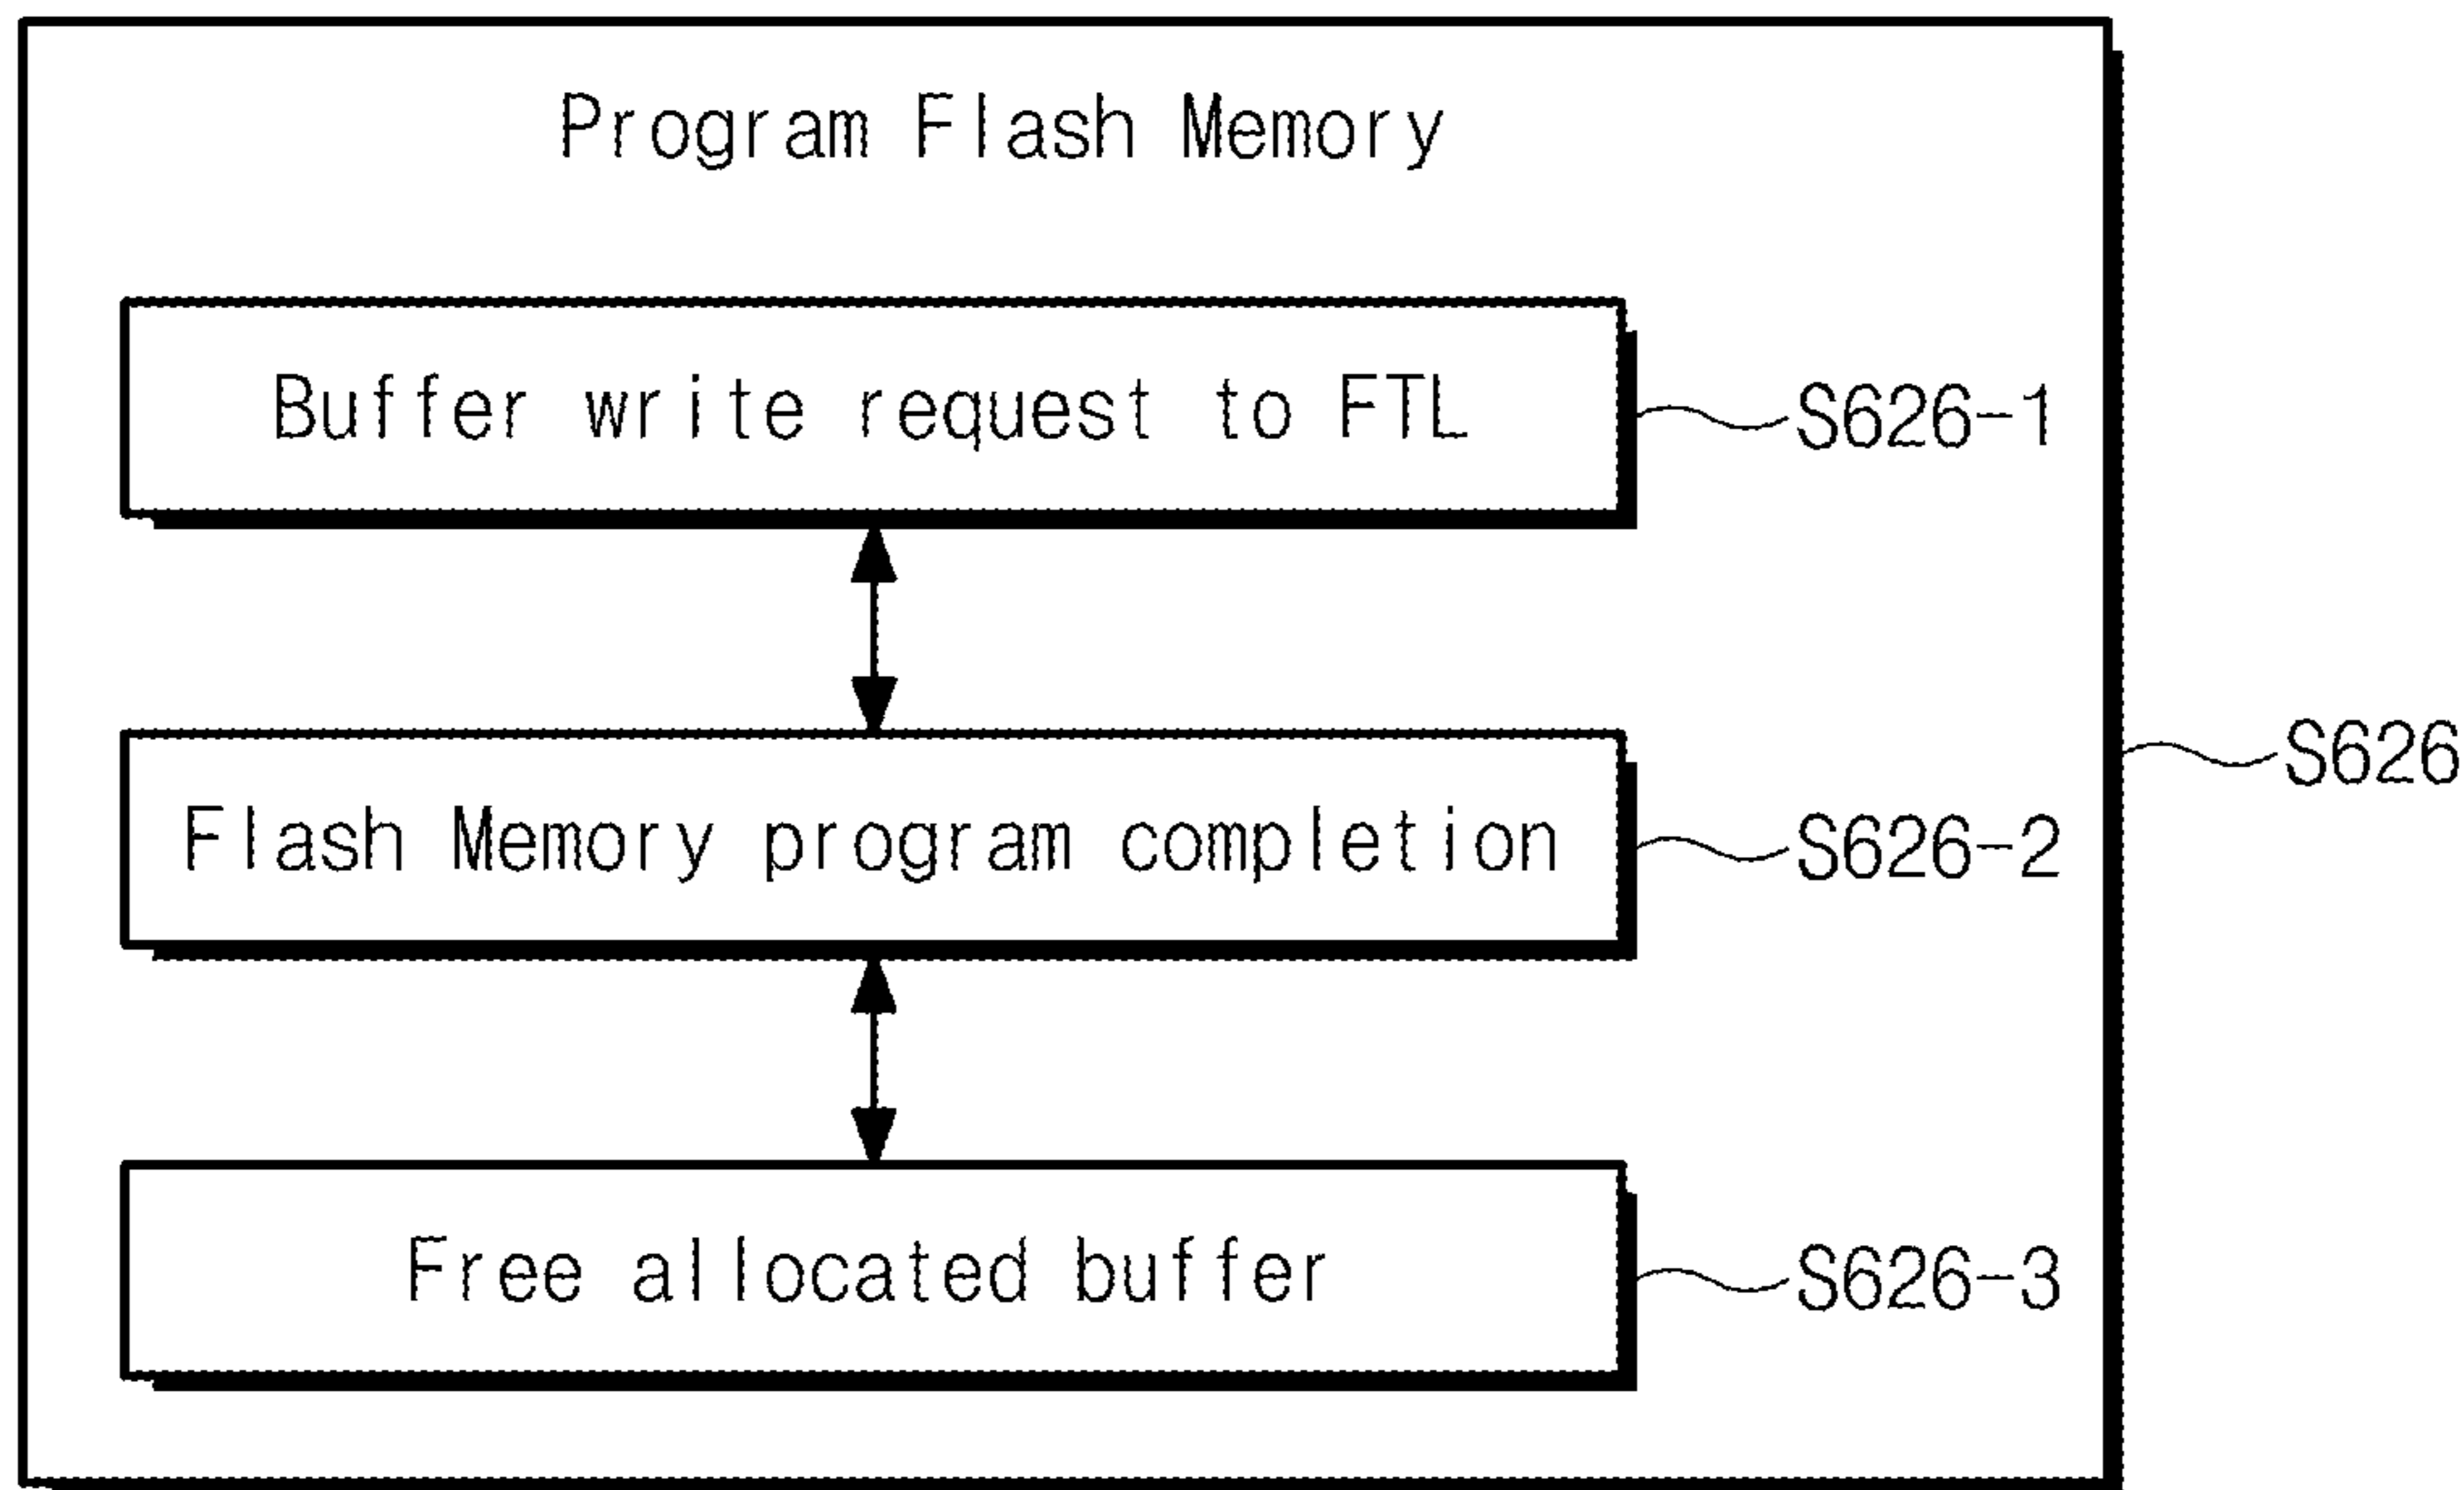 Program Flash Memory
Buffer write request to FTL
S626-1
S626
Flash Memory program completion
S626-2
Free allocated buffer
S626-3